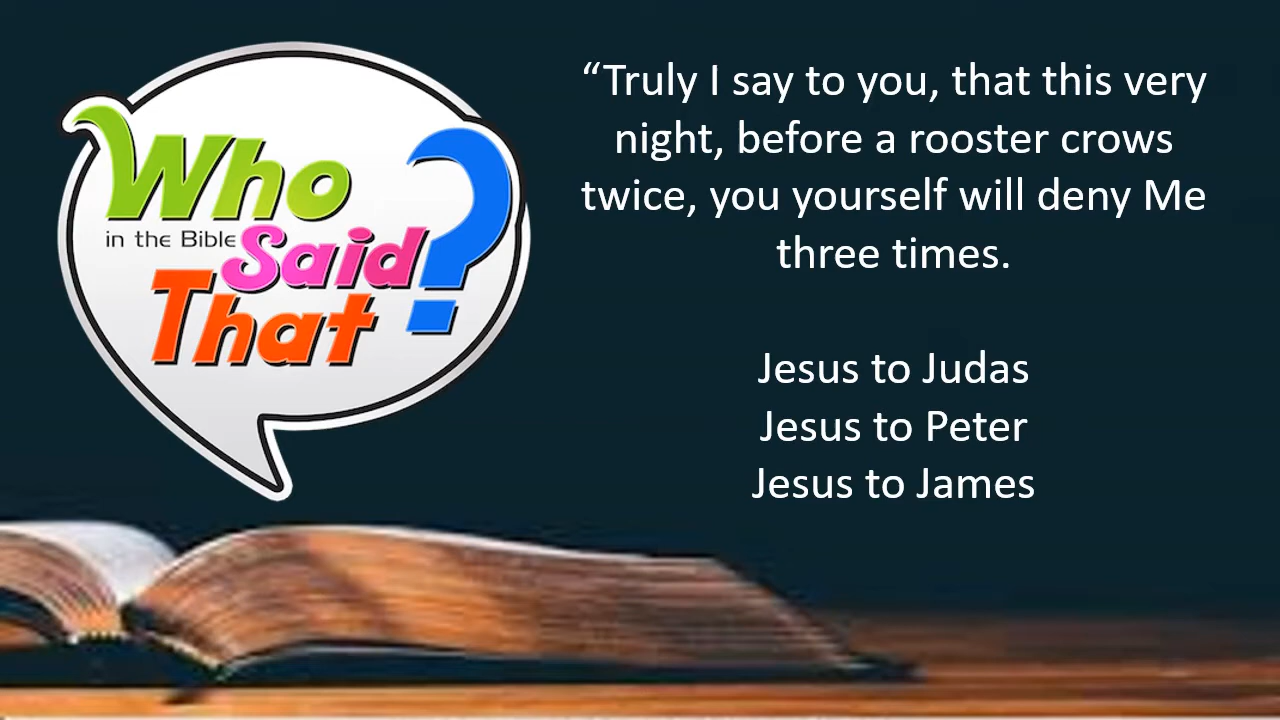 Who
in the Bible Said
That ?
“Truly I say to you, that this very
night, before a rooster crows
twice, you yourself will deny Me
three times.
Jesus to Judas
Jesus to Peter
Jesus to James